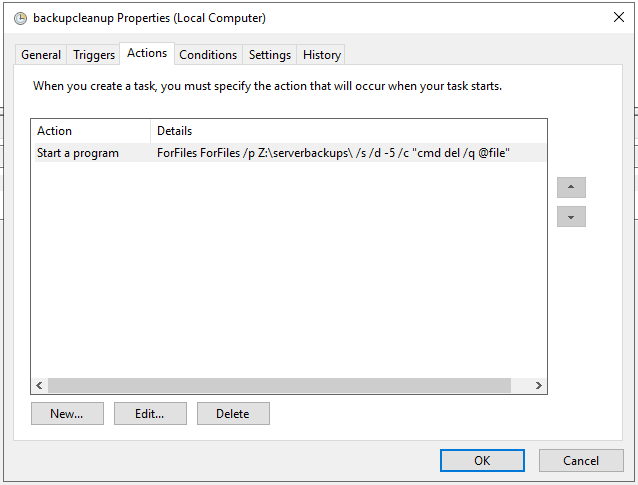 backupcleanup Properties (Local Computer)
General Triggers Actions Conditions Settings History
When you create a task, you must specify the action that will occur when your task starts.
Action Details
Start a program ForFiles ForFiles /p Z:\serverbackups\ /s /d -5 /c "cmd del /q @file"
New... Edit... Delete
OK Cancel